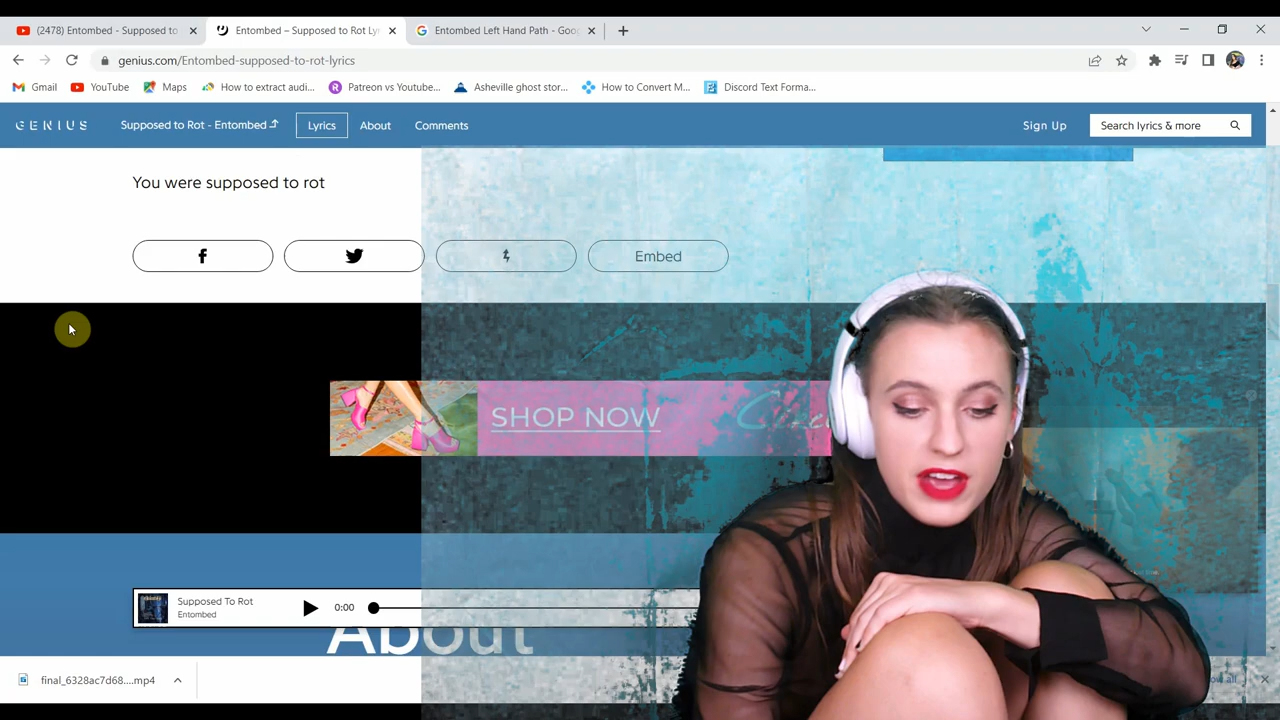 (2478) Entombed - Supposed to
Entombed – Supposed to Rot Ly
Entombed Left Hand Path - Goo
genius.com/Entombed-supposed-to-rot-lyrics
Gmail
YouTube
Maps
How to extract audi...
Patreon vs Youtube...
Asheville ghost stor...
How to Convert M...
Discord Text Forma...
GENIUS
Supposed to Rot - Entombed
Lyrics
About
Comments
Sign Up
Search lyrics & more
You were supposed to rot
Embed
SHOP NOW
Supposed To Rot
0:00
Entombed
About
final_6328ac7d68....mp4